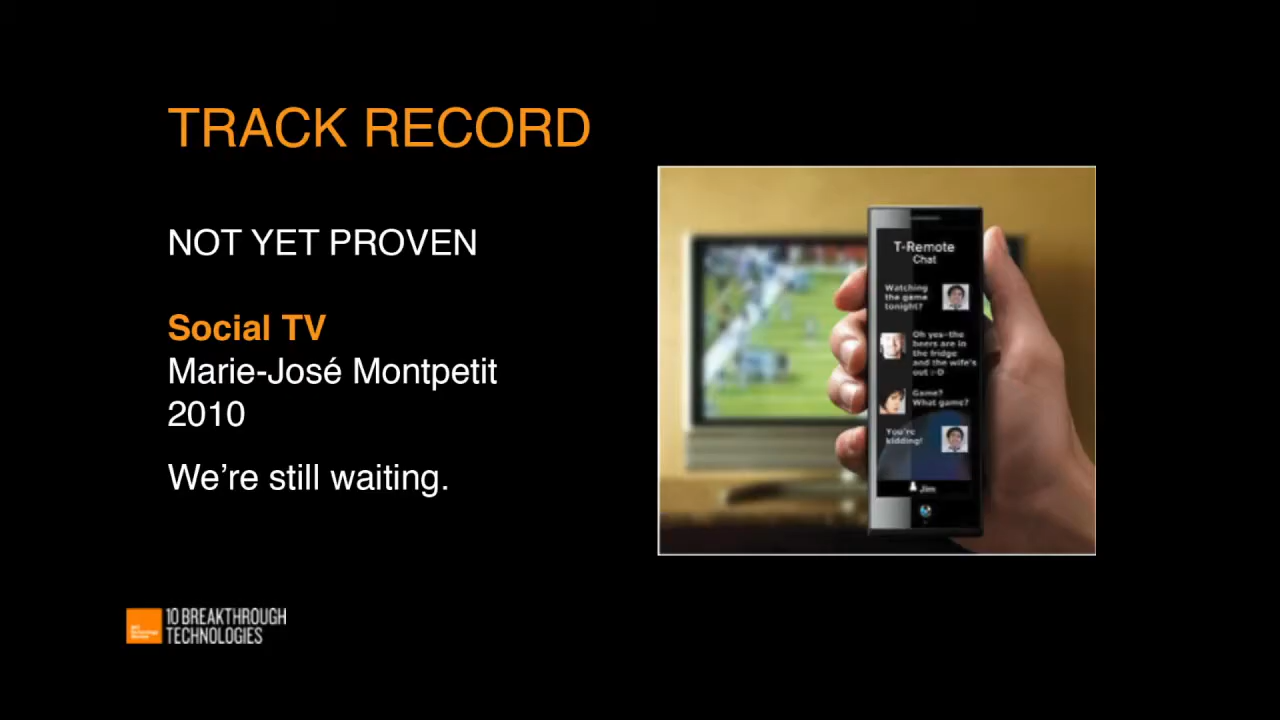 TRACK RECORD
NOT YET PROVEN
Social TV
Marie-José Montpetit
2010
We're still waiting.
T-Remote
Chat
Watching
the game
tonight?
Oh yes-the
beers are in
the fridge
and the wife's
out :-D
Game?
What game?
You're
kidding!
Jim
10 BREAKTHROUGH
TECHNOLOGIES